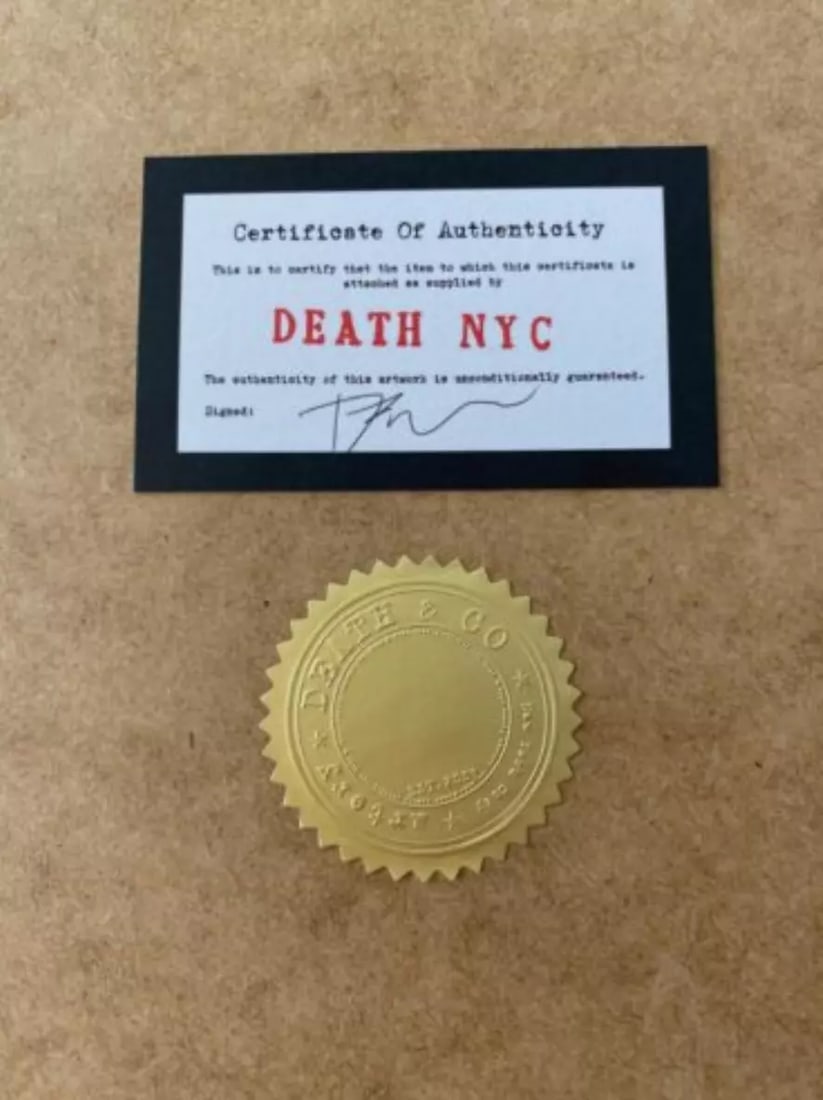 Certificate Of Authenticity
This is to certify that the item to which this certificate is
attached as supplied by
DEATH NYC
The authenticity of this artwork is unconditionally guaranteed.
Signed:
DEATH & CO